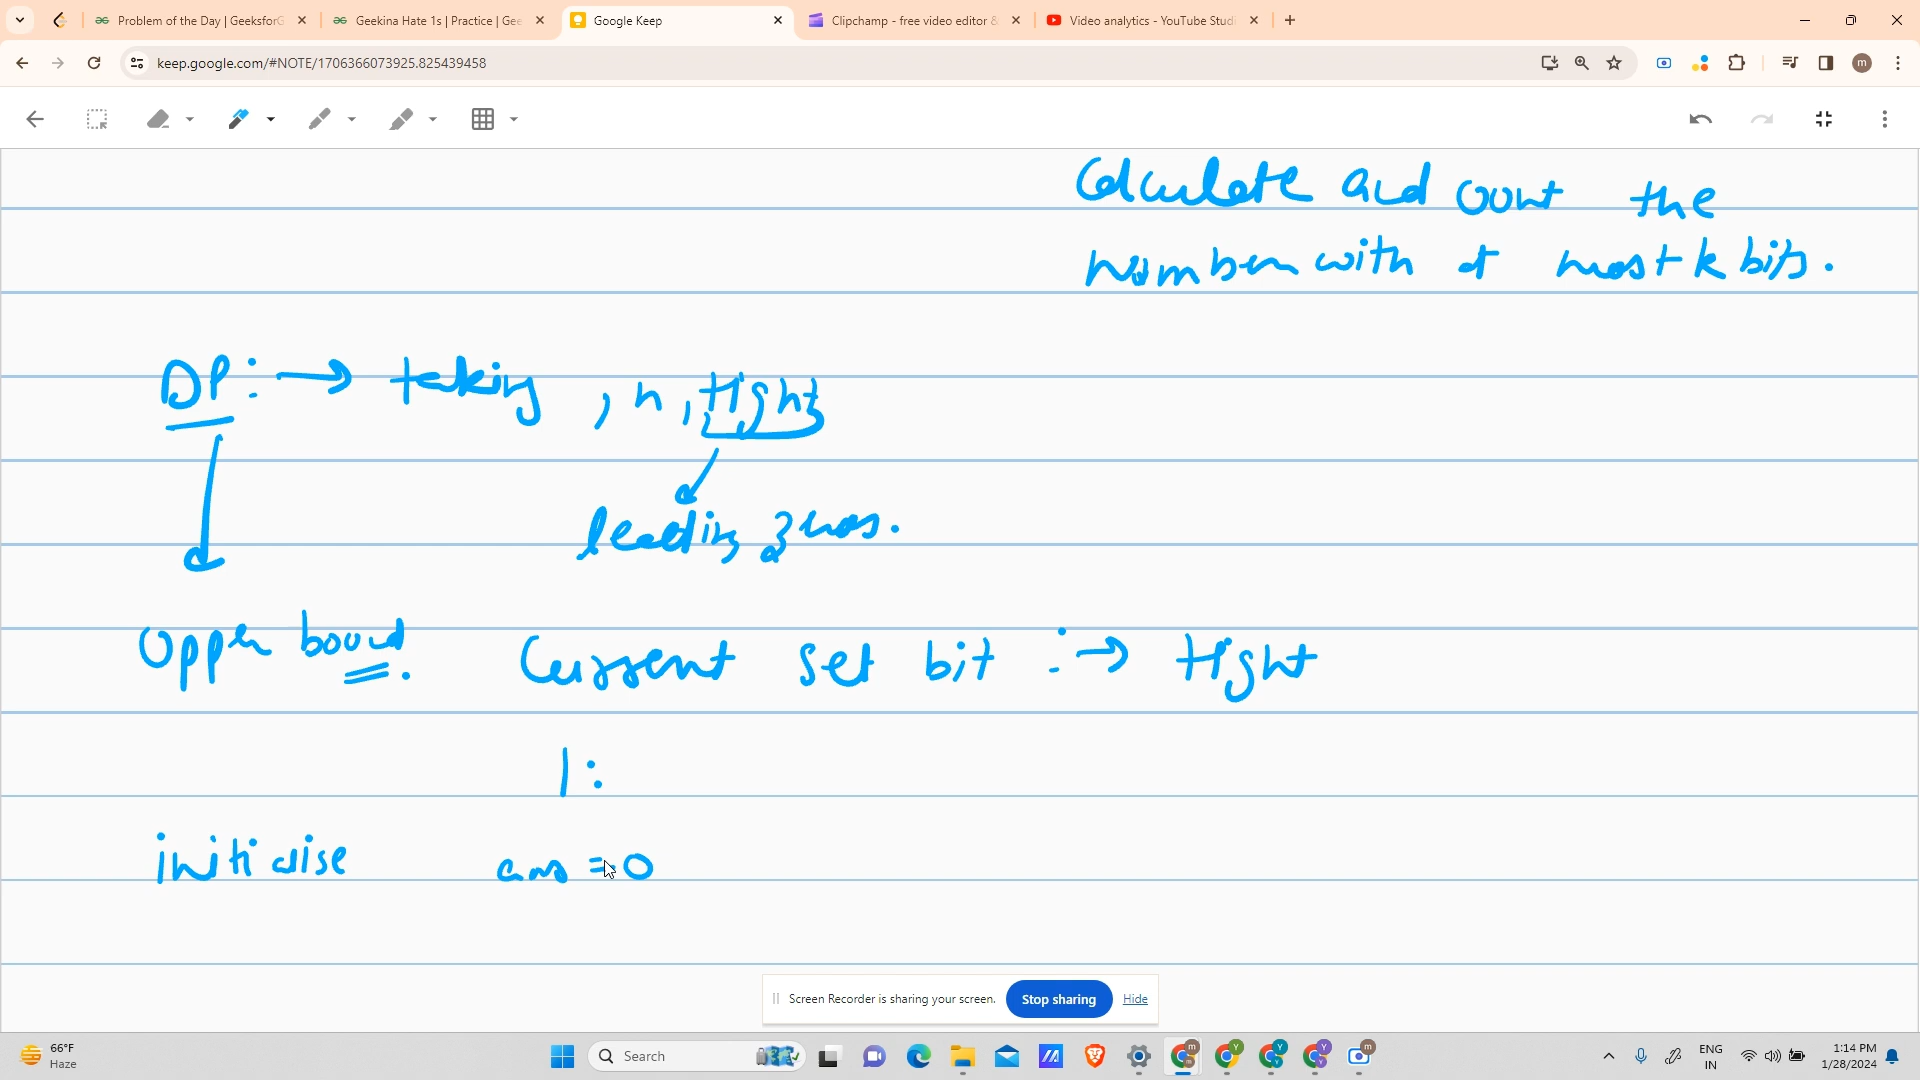 Problem of the Day | GeeksforG
Geekina Hate 1s | Practice | Gee
Google Keep
Clipchamp - free video editor &
Video analytics - YouTube Studi
keep.google.com/#NOTE/1706366073925.825439458
m
Calculate and count the
number with at most k bits.
DP: → taking , n, tight
leading zeros.
Upper bound. Current set bit :→ tight
1:
initialise ans = 0
Screen Recorder is sharing your screen. Stop sharing Hide
66°F
Haze
Search
ENG
IN
1:14 PM
1/28/2024